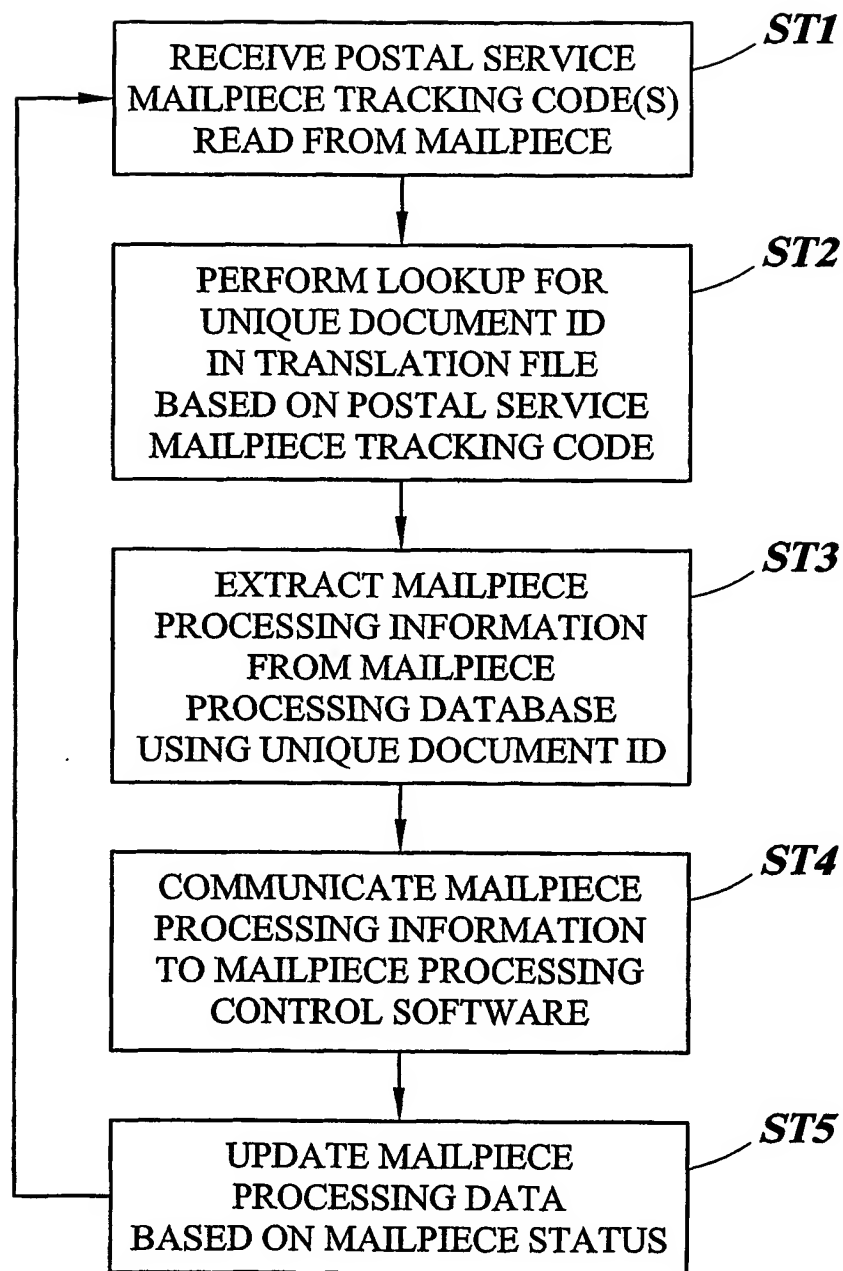 ST1
RECEIVE POSTAL SERVICE
MAILPIECE TRACKING CODE(S)
READ FROM MAILPIECE
ST2
PERFORM LOOKUP FOR
UNIQUE DOCUMENT ID
IN TRANSLATION FILE
BASED ON POSTAL SERVICE
MAILPIECE TRACKING CODE
ST3
EXTRACT MAILPIECE
PROCESSING INFORMATION
FROM MAILPIECE
PROCESSING DATABASE
USING UNIQUE DOCUMENT ID
ST4
COMMUNICATE MAILPIECE
PROCESSING INFORMATION
TO MAILPIECE PROCESSING
CONTROL SOFTWARE
ST5
UPDATE MAILPIECE
PROCESSING DATA
BASED ON MAILPIECE STATUS